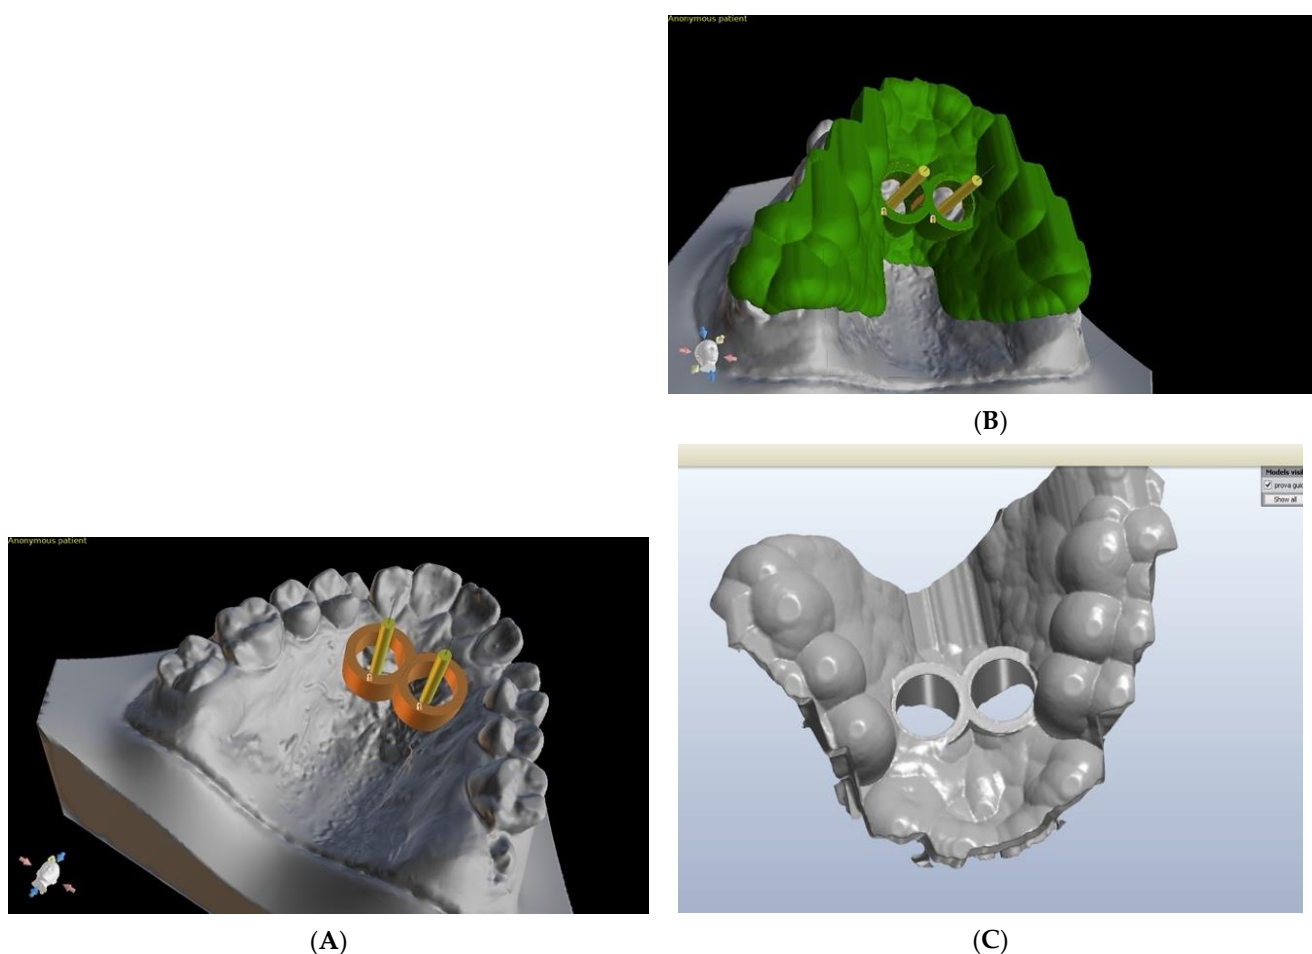 Anonymous patient
(B)
Models visi
prova guid
Show all
Anonymous patient
(A)
(C)